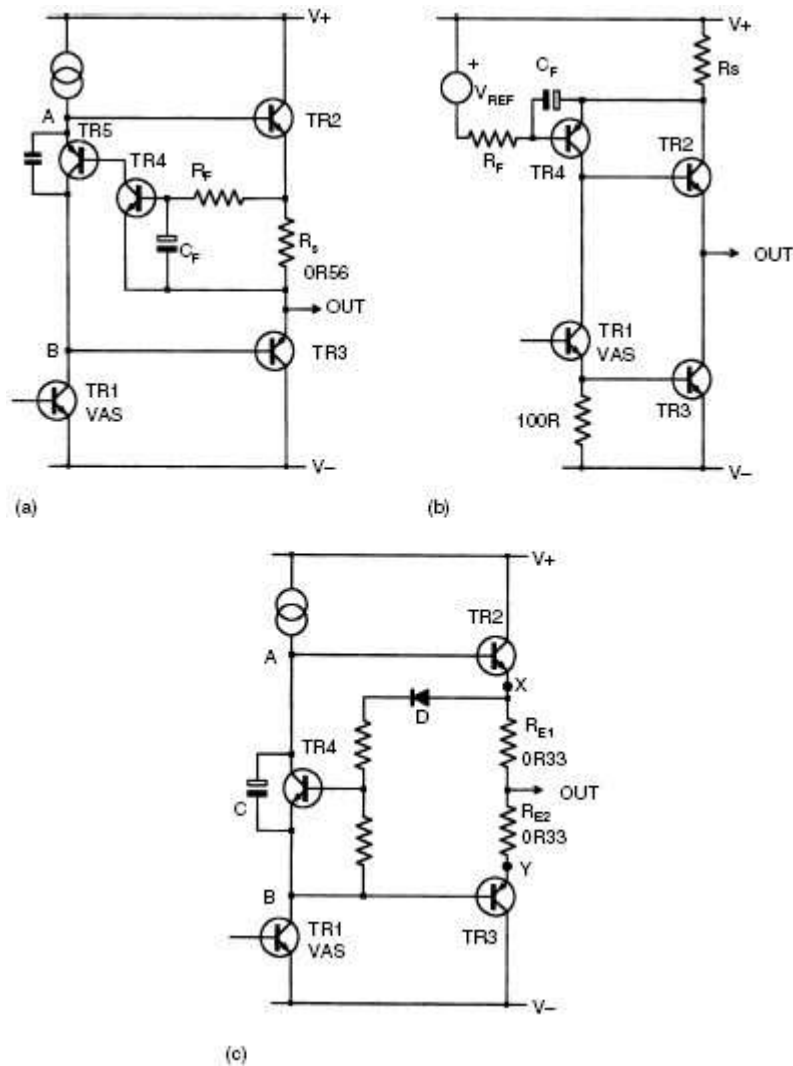 V+
A
TR5
TR4
TR2
RF
Rs
CF
0R56
OUT
B
TR3
TR1
VAS
V–
(a)
V+
+
VREF
CF
Rs
RF
TR4
TR2
OUT
TR1
VAS
100R
TR3
V–
(b)
V+
TR2
A
X
D
TR4
RE1
0R33
C
OUT
RE2
0R33
Y
B
TR1
VAS
TR3
V–
(c)